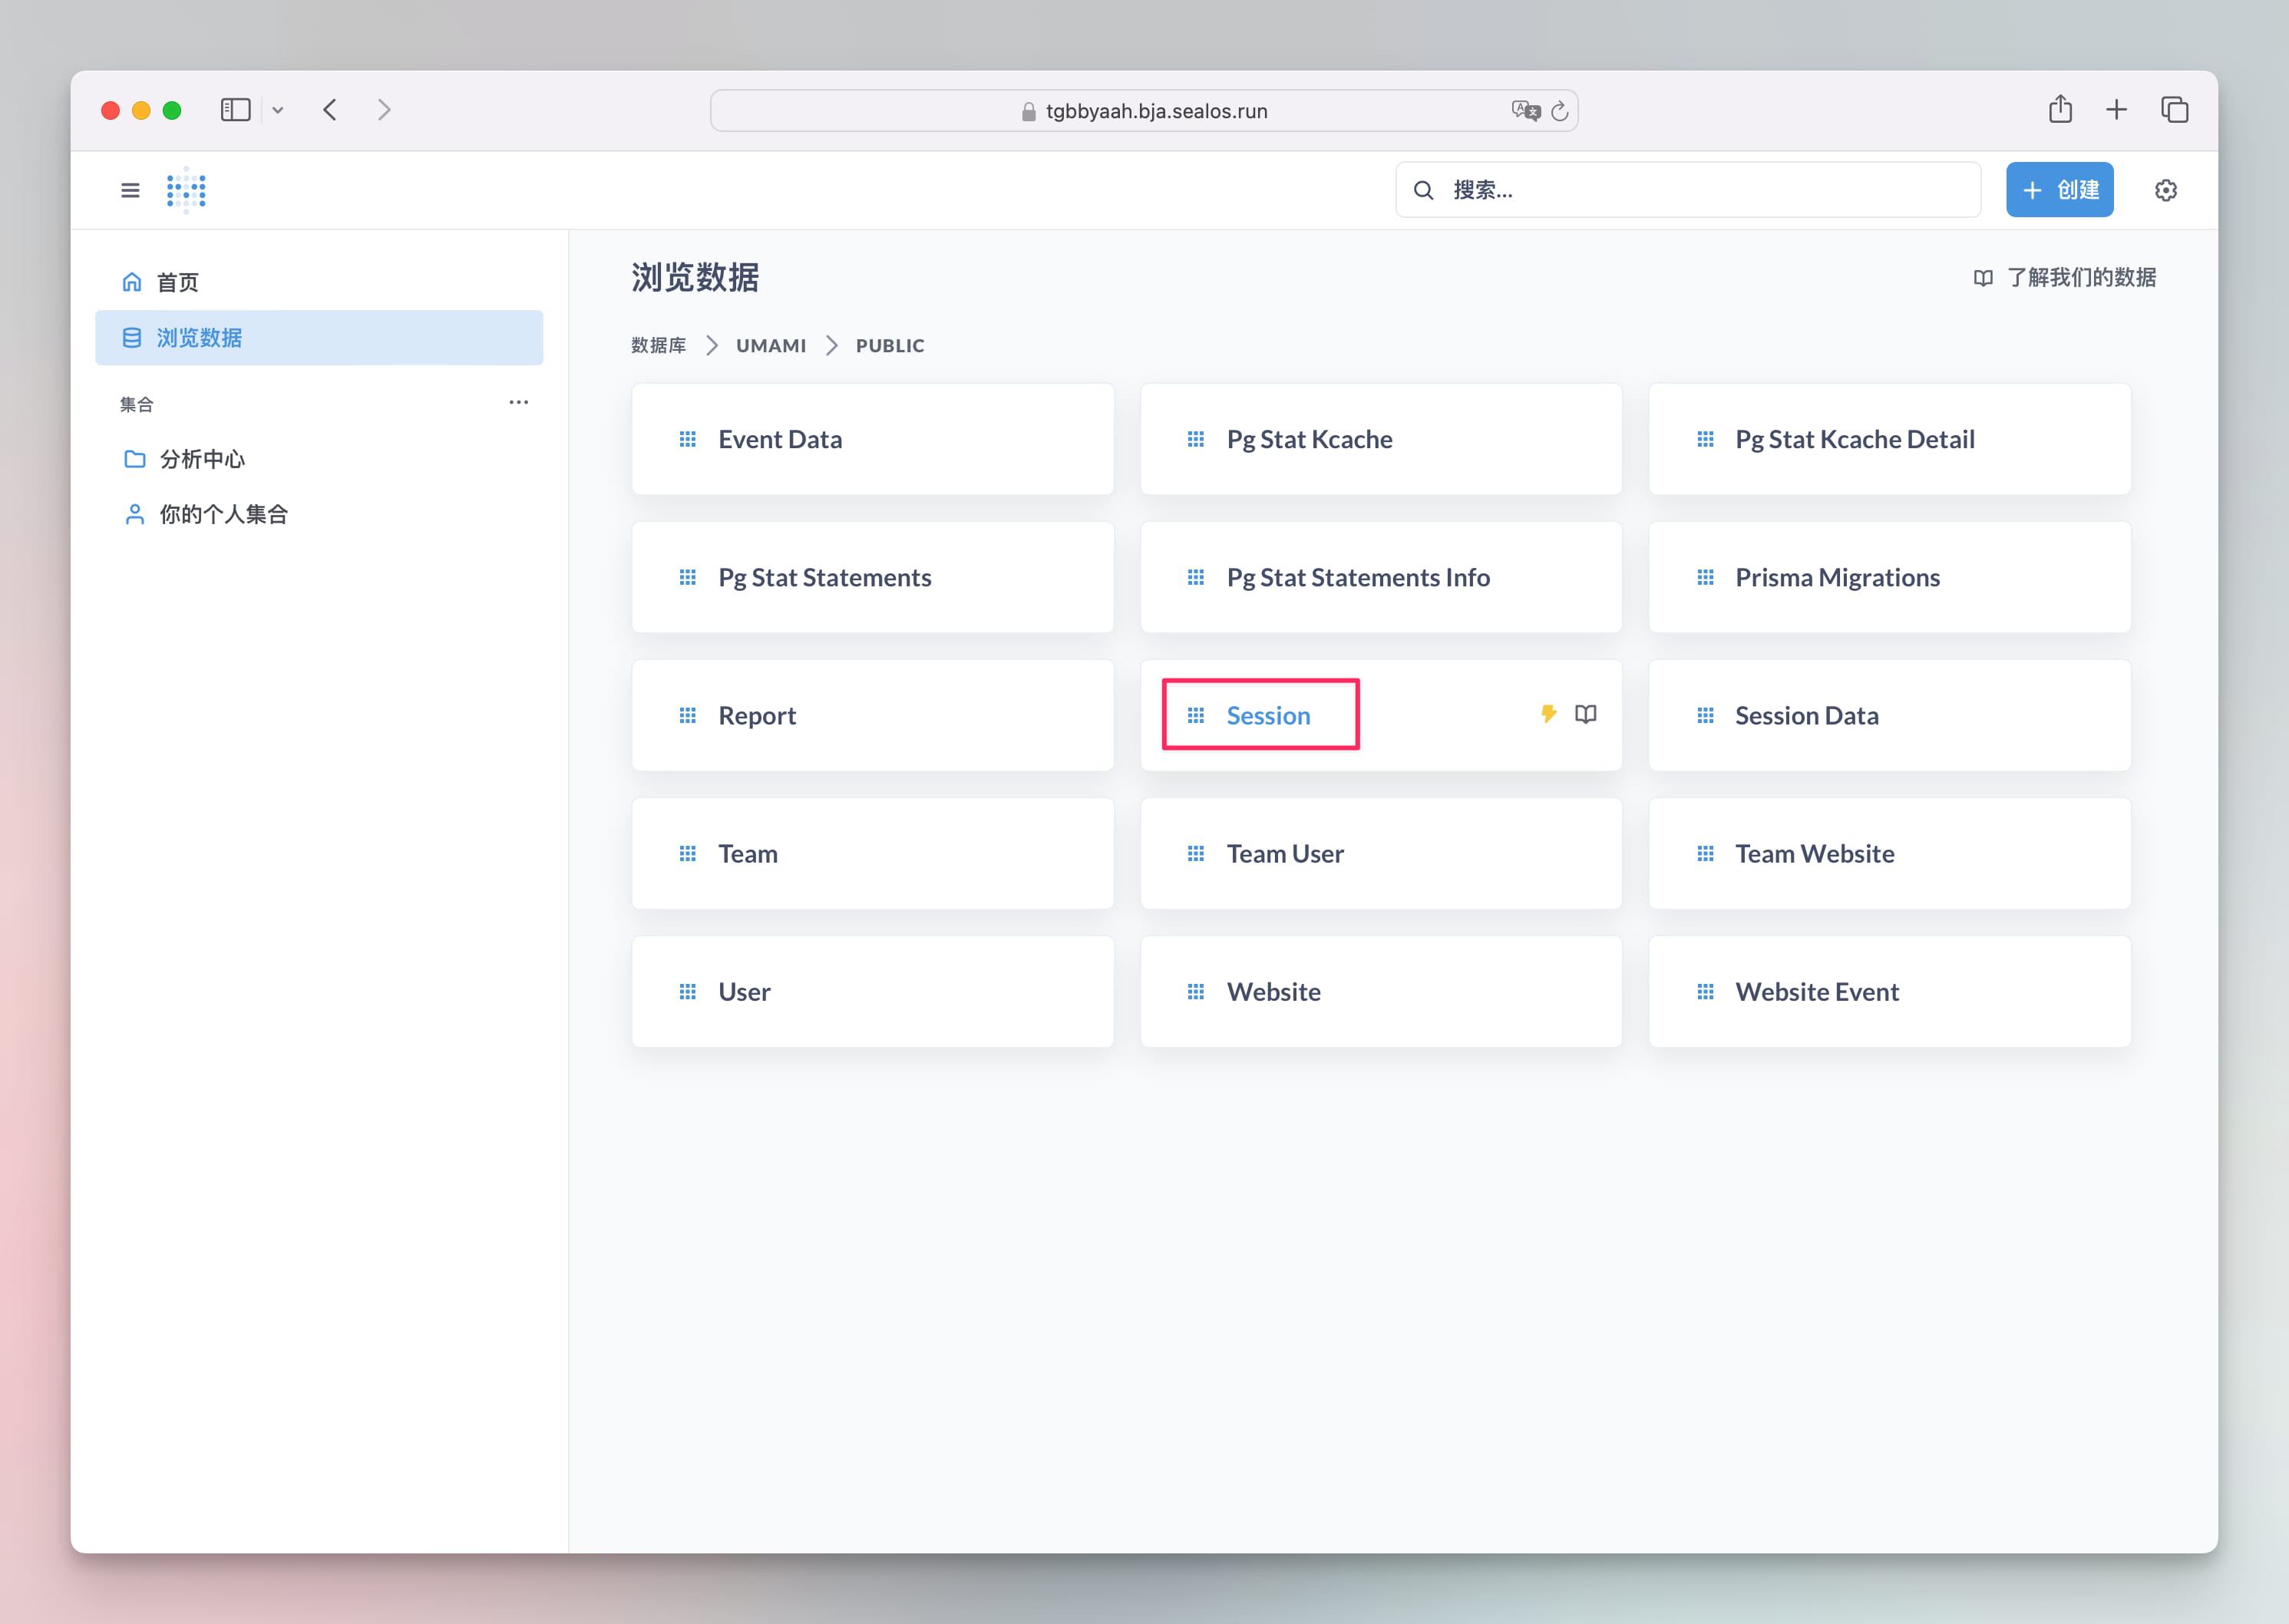 tgbbyaah.bja.sealos.run
搜索...
创建
首页
浏览数据
集合
分析中心
你的个人集合
浏览数据
了解我们的数据
数据库 > UMAMI > PUBLIC
Event Data
Pg Stat Kcache
Pg Stat Kcache Detail
Pg Stat Statements
Pg Stat Statements Info
Prisma Migrations
Report
Session
Session Data
Team
Team User
Team Website
User
Website
Website Event